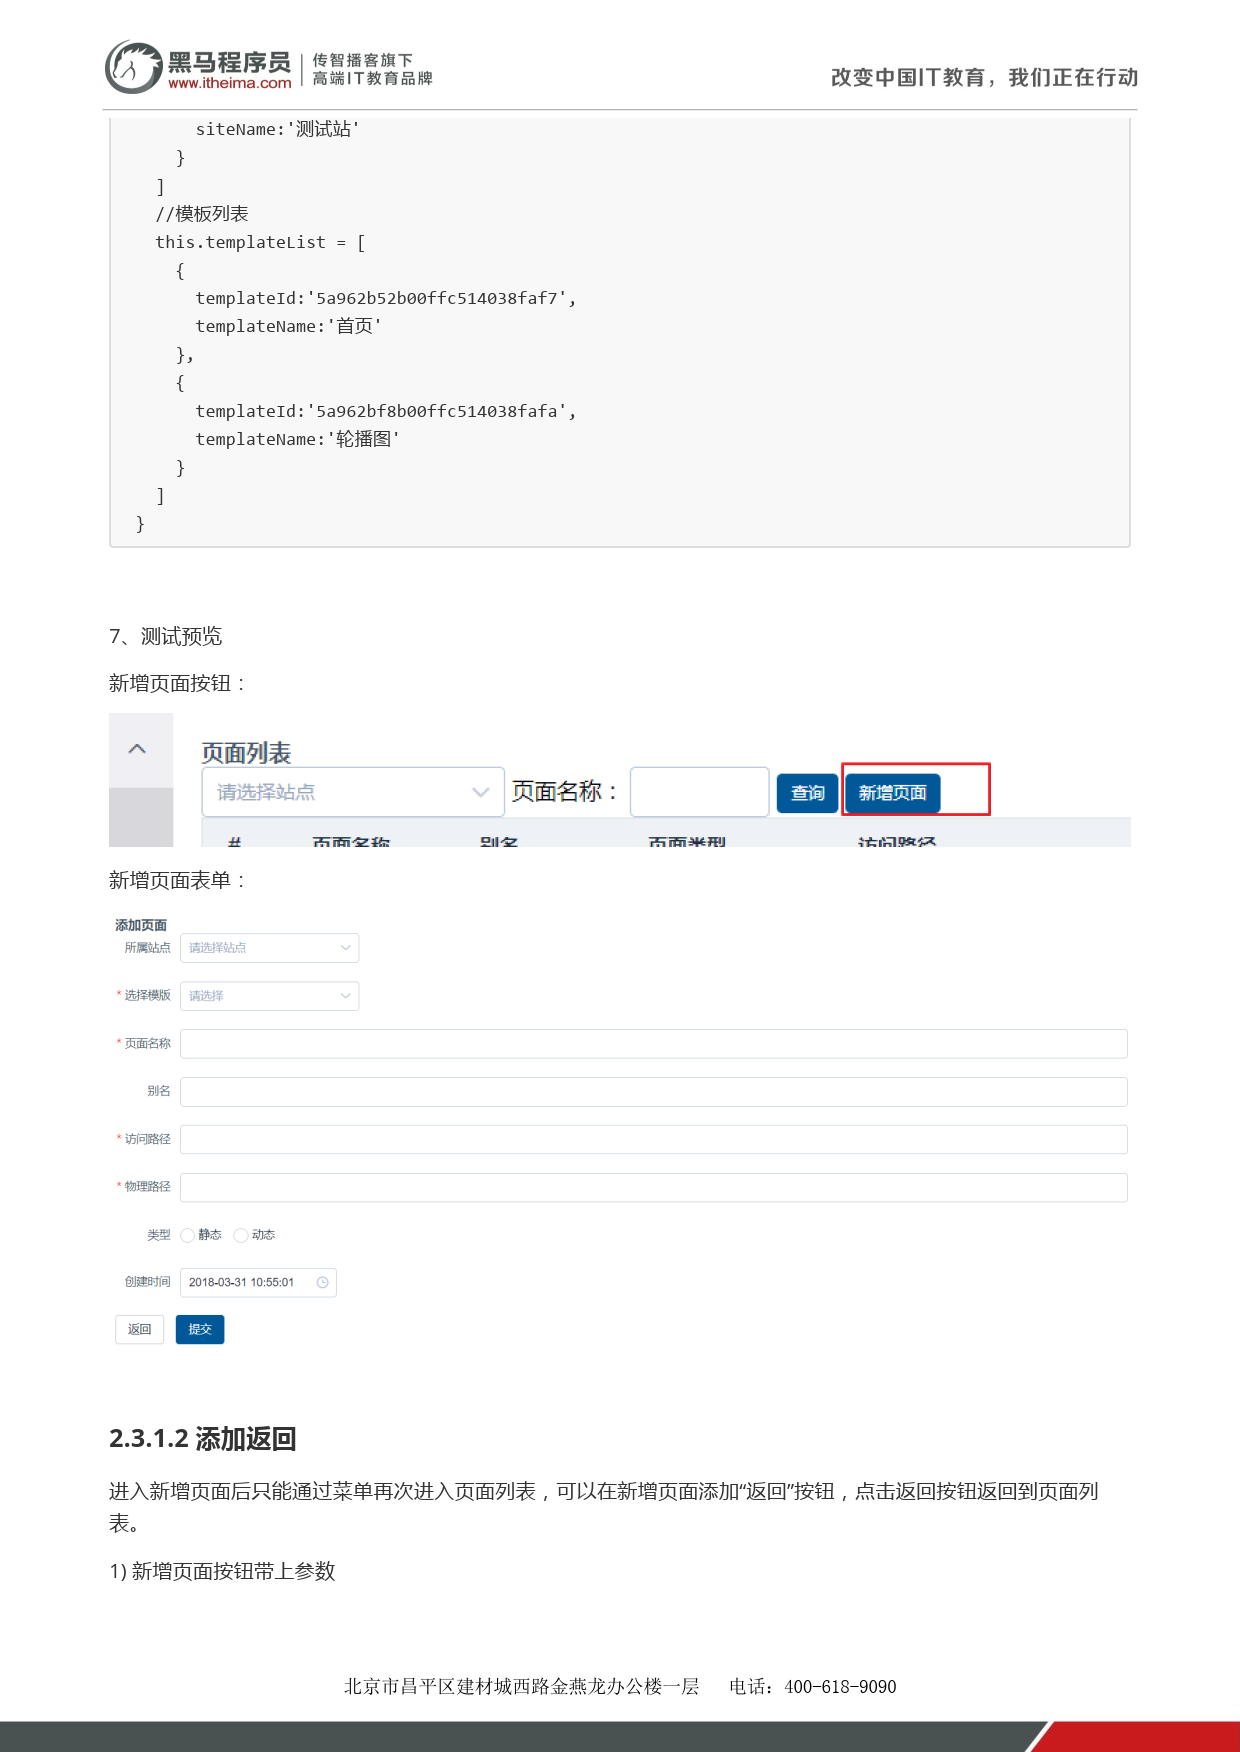 黑马程序员
www.itheima.com
传智播客旗下
高端IT教育品牌
改变中国IT教育，我们正在行动
siteName:'测试站'
}
]
//模板列表
this.templateList = [
{
templateId:'5a962b52b00ffc514038faf7',
templateName:'首页'
},
{
templateId:'5a962bf8b00ffc514038fafa',
templateName:'轮播图'
}
]
}
7、测试预览
新增页面按钮：
页面列表
请选择站点 页面名称： 查询 新增页面
# 页面名称 别名 页面类型 访问路径
新增页面表单：
添加页面
所属站点 请选择站点
* 选择模版 请选择
* 页面名称
别名
* 访问路径
* 物理路径
类型 静态 动态
创建时间 2018-03-31 10:55:01
返回 提交
2.3.1.2 添加返回
进入新增页面后只能通过菜单再次进入页面列表，可以在新增页面添加“返回”按钮，点击返回按钮返回到页面列
表。
1) 新增页面按钮带上参数
北京市昌平区建材城西路金燕龙办公楼一层 电话：400-618-9090